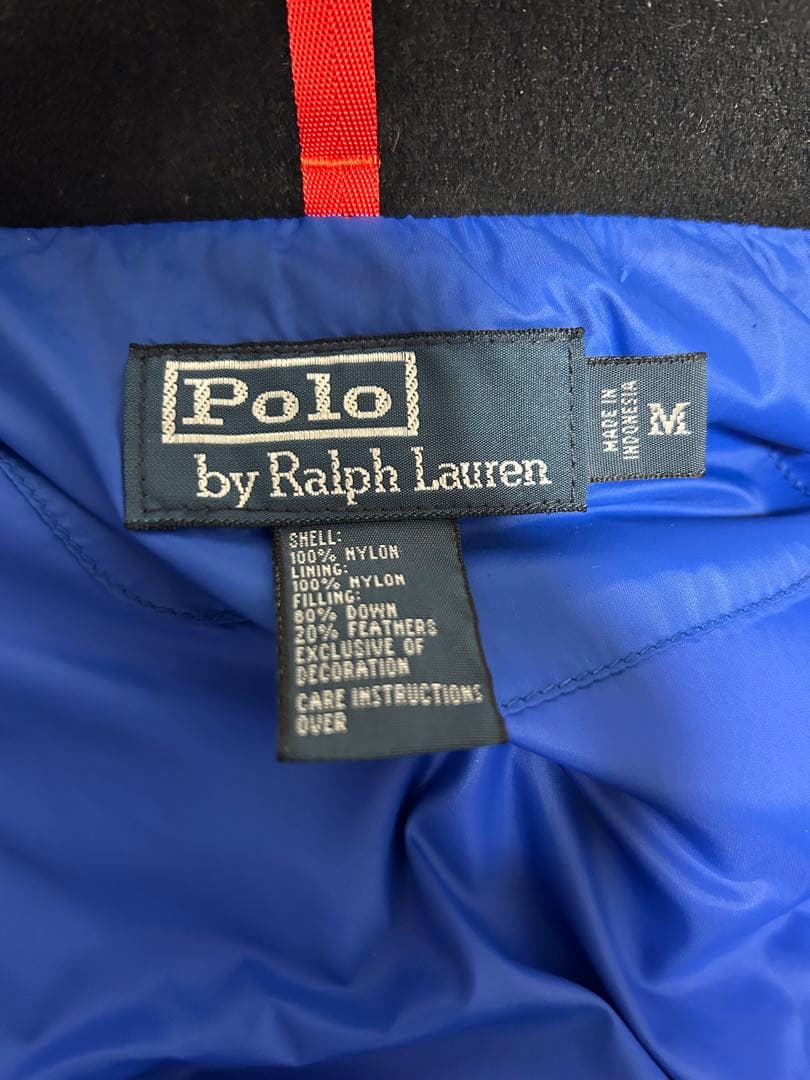 Polo
by Ralph Lauren
MADE IN
INDONESIA
M
SHELL:
100% NYLON
LINING:
100% NYLON
FILLING:
80% DOWN
20% FEATHERS
EXCLUSIVE OF
DECORATION
CARE INSTRUCTIONS
OVER